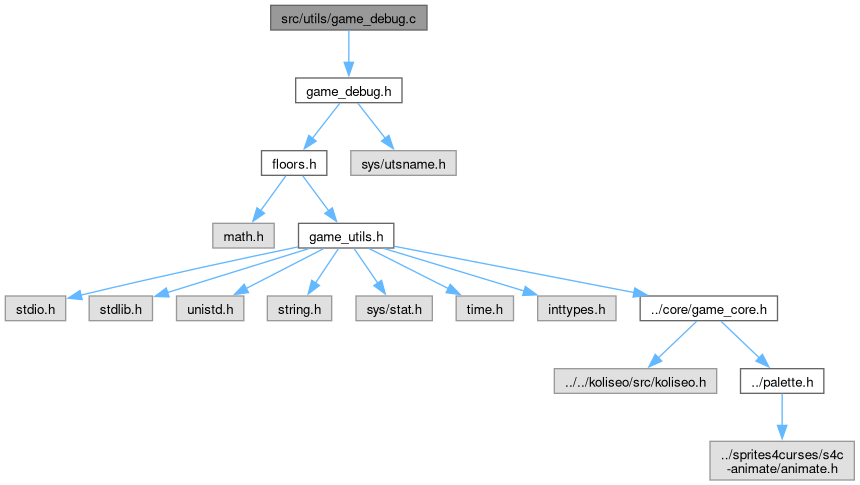 src/utils/game_debug.c
game_debug.h
floors.h
sys/utsname.h
math.h
game_utils.h
stdio.h
stdlib.h
unistd.h
string.h
sys/stat.h
time.h
inttypes.h
../core/game_core.h
../../koliseo/src/koliseo.h
../palette.h
../sprites4curses/s4c
-animate/animate.h